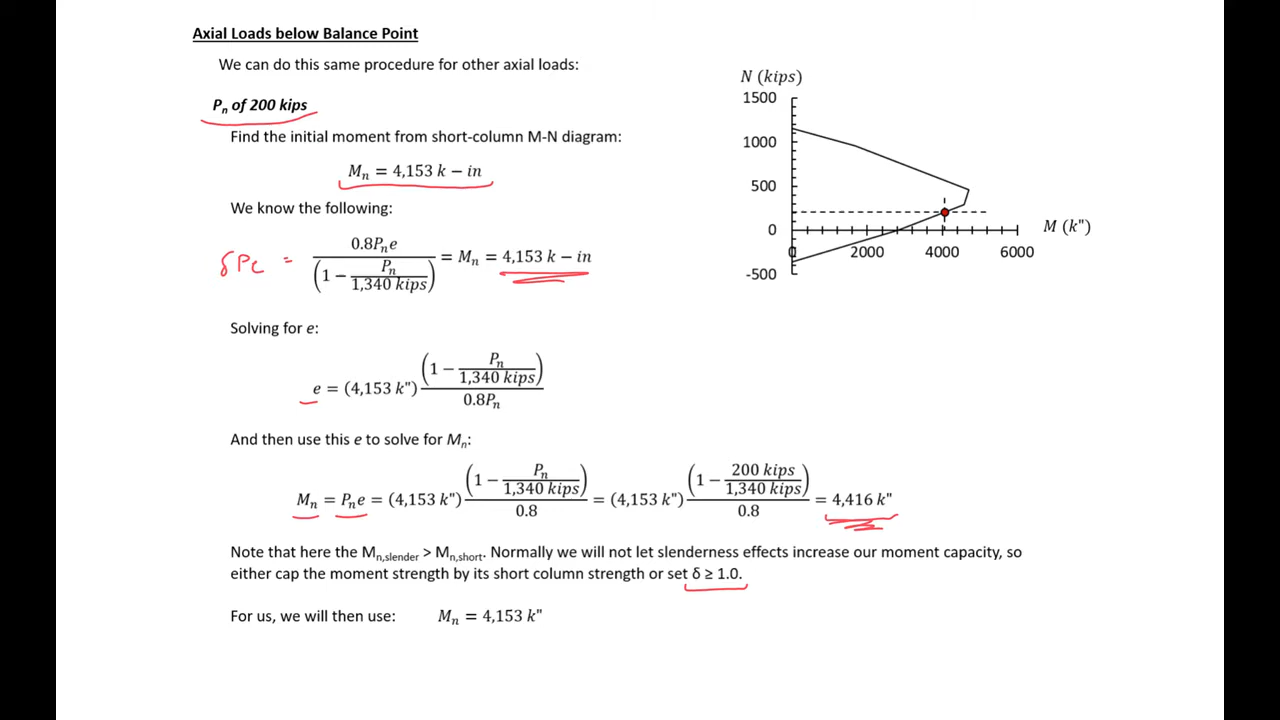 Axial Loads below Balance Point
We can do this same procedure for other axial loads:
Pn of 200 kips
Find the initial moment from short-column M-N diagram:
Mn = 4,153 k − in
We know the following:
δPe = 0.8Pne / (1 − Pn / 1,340 kips) = Mn = 4,153 k − in
Solving for e:
e = (4,153 k") (1 − Pn / 1,340 kips) / 0.8Pn
And then use this e to solve for Mn:
Mn = Pne = (4,153 k") (1 − Pn / 1,340 kips) / 0.8 = (4,153 k") (1 − 200 kips / 1,340 kips) / 0.8 = 4,416 k"
Note that here the Mn,slender > Mn,short. Normally we will not let slenderness effects increase our moment capacity, so
either cap the moment strength by its short column strength or set δ ≥ 1.0.
For us, we will then use: Mn = 4,153 k"
N (kips)
1500
1000
500
0
-500
0 2000 4000 6000
M (k")